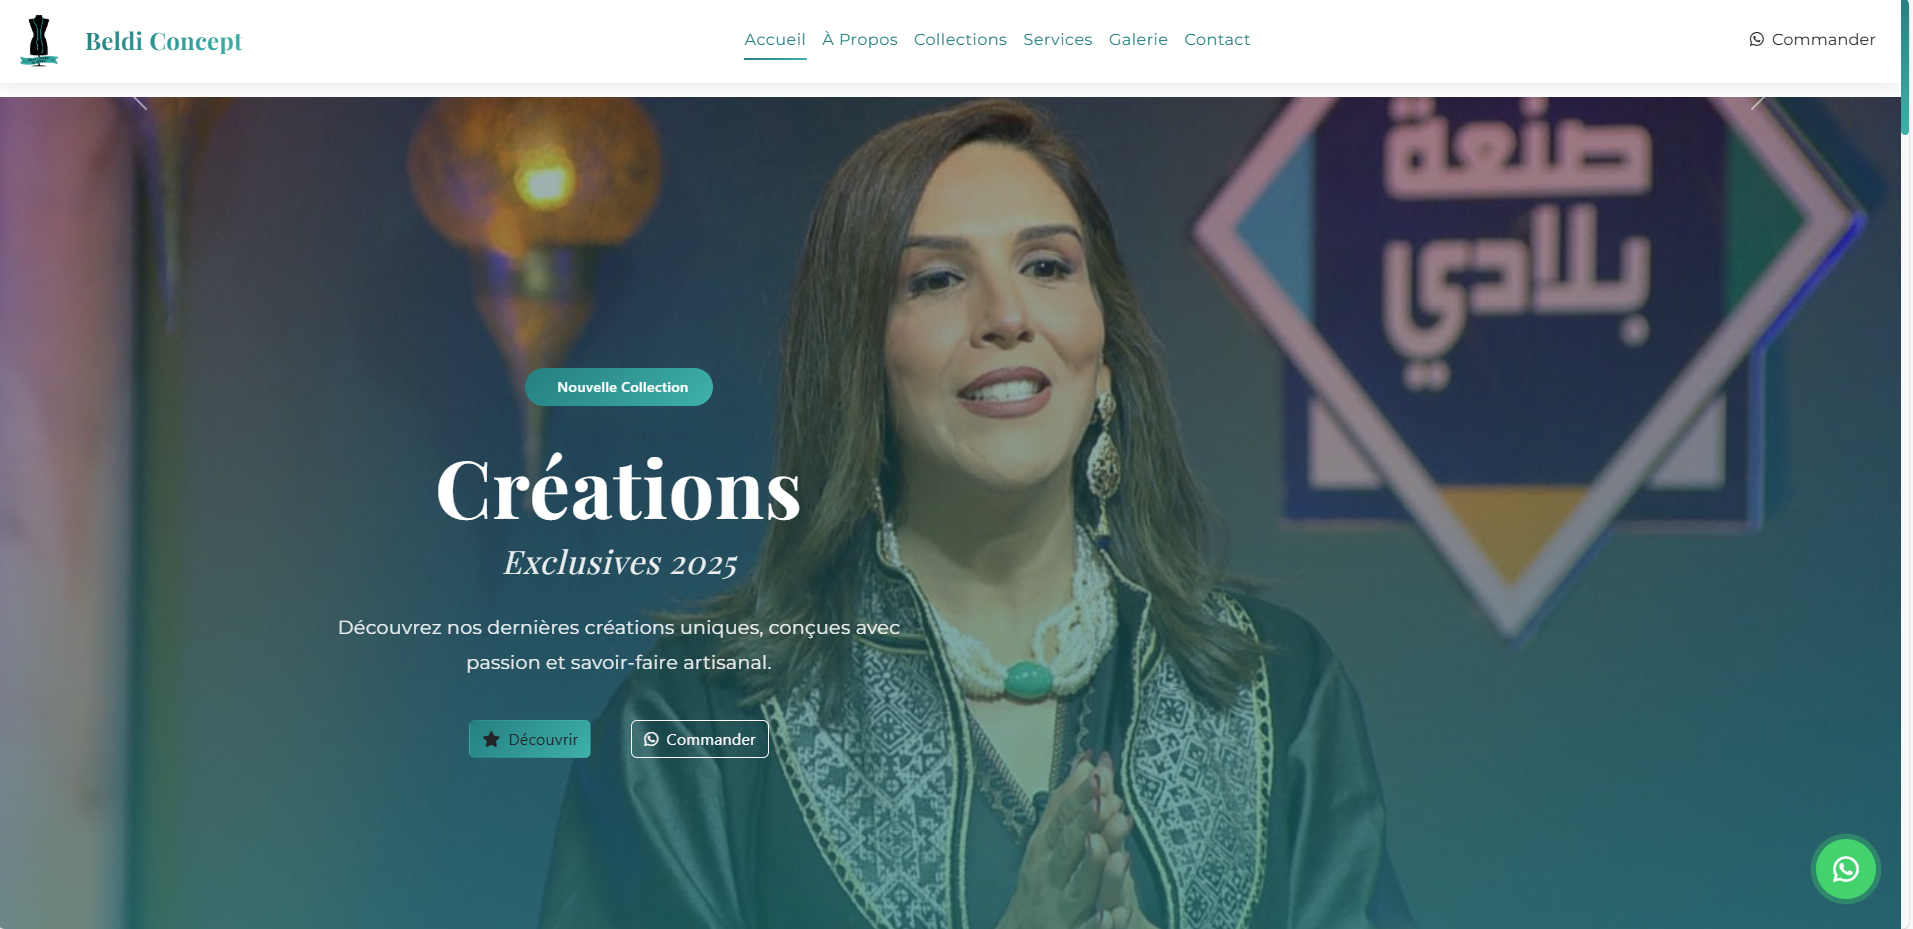 Beldi Concept
Accueil À Propos Collections Services Galerie Contact
Commander
صنعة
بلادي
Nouvelle Collection
Créations
Exclusives 2025
Découvrez nos dernières créations uniques, conçues avec
passion et savoir-faire artisanal.
Découvrir
Commander